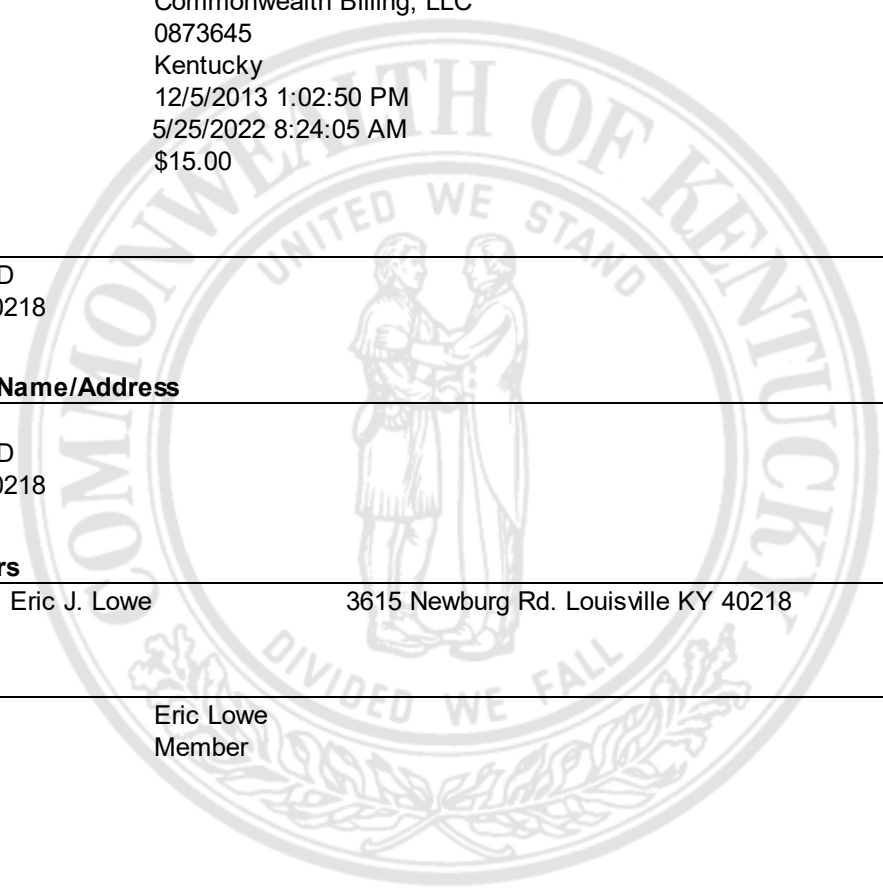 Commonwealth Billing, LLC
0873645
Kentucky
12/5/2013 1:02:50 PM
5/25/2022 8:24:05 AM
$15.00
D
0218
Name/Address
D
0218
rs
Eric J. Lowe 3615 Newburg Rd. Louisville KY 40218
Eric Lowe
Member
COMMONWEALTH OF KENTUCKY
UNITED WE STAND
DIVIDED WE FALL